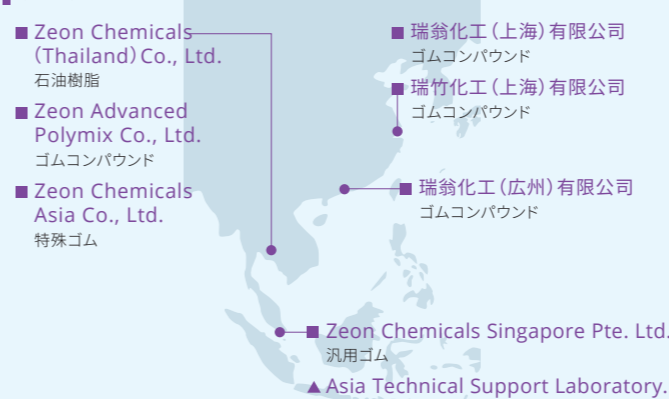 ■ Zeon Chemicals
(Thailand) Co., Ltd.
石油樹脂
■ Zeon Advanced
Polymix Co., Ltd.
ゴムコンパウンド
■ Zeon Chemicals
Asia Co., Ltd.
特殊ゴム
■ 瑞翁化工(上海)有限公司
ゴムコンパウンド
■ 瑞竹化工(上海)有限公司
ゴムコンパウンド
■ 瑞翁化工(広州)有限公司
ゴムコンパウンド
■ Zeon Chemicals Singapore Pte. Ltd.
汎用ゴム
▲ Asia Technical Support Laboratory.